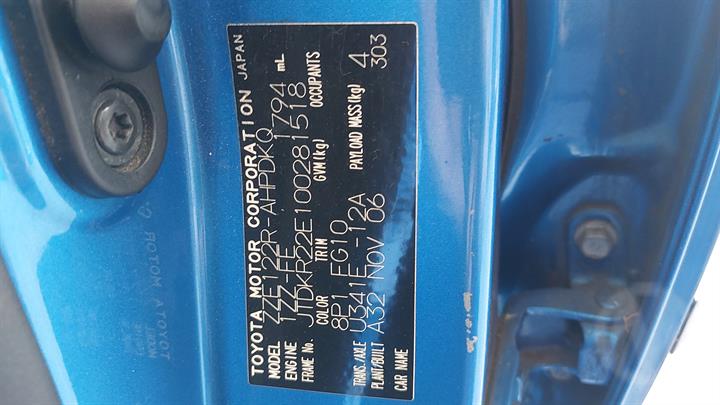 TOYOTA MOTOR CORPORATION JAPAN
MODEL ZZE122R-AHPDKQ
ENGINE 1ZZ-FE 1794 mL
FRAME No. JTDKR22E100281518
COLOR TRIM GVM(kg) OCCUPANTS
8P1 EG10 4
TRANS./AXLE U341E -12A PAYLOAD MASS(kg) 303
PLANT/BUILT A32 NOV 06
CAR NAME